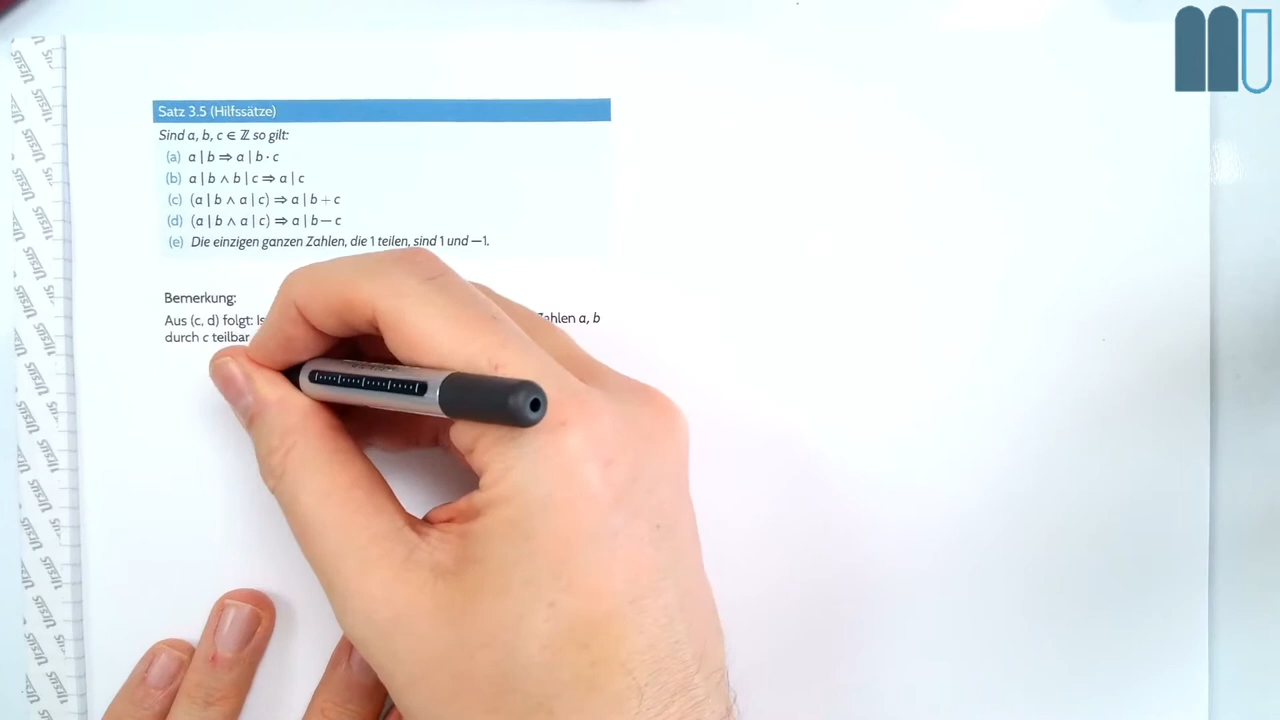 Satz 3.5 (Hilfssätze)
Sind a, b, c ∈ ℤ so gilt:
(a) a | b ⇒ a | b · c
(b) a | b ∧ b | c ⇒ a | c
(c) (a | b ∧ a | c) ⇒ a | b + c
(d) (a | b ∧ a | c) ⇒ a | b − c
(e) Die einzigen ganzen Zahlen, die 1 teilen, sind 1 und −1.
Bemerkung:
Aus (c, d) folgt: a, b
durch c teilbar
ursus